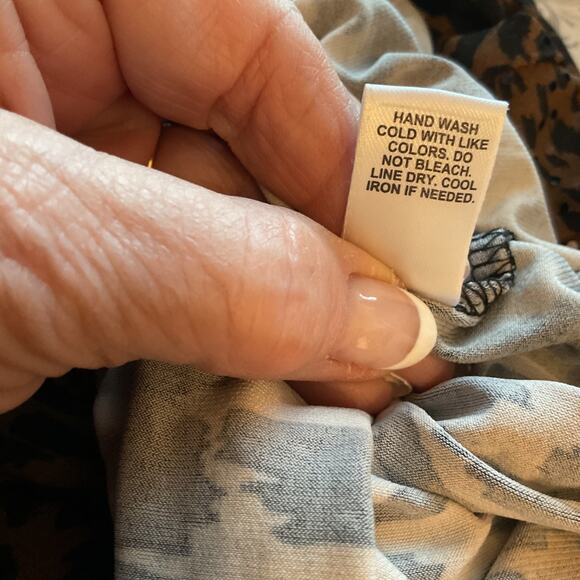 HAND WASH
COLD WITH LIKE
COLORS. DO
NOT BLEACH.
LINE DRY. COOL
IRON IF NEEDED.